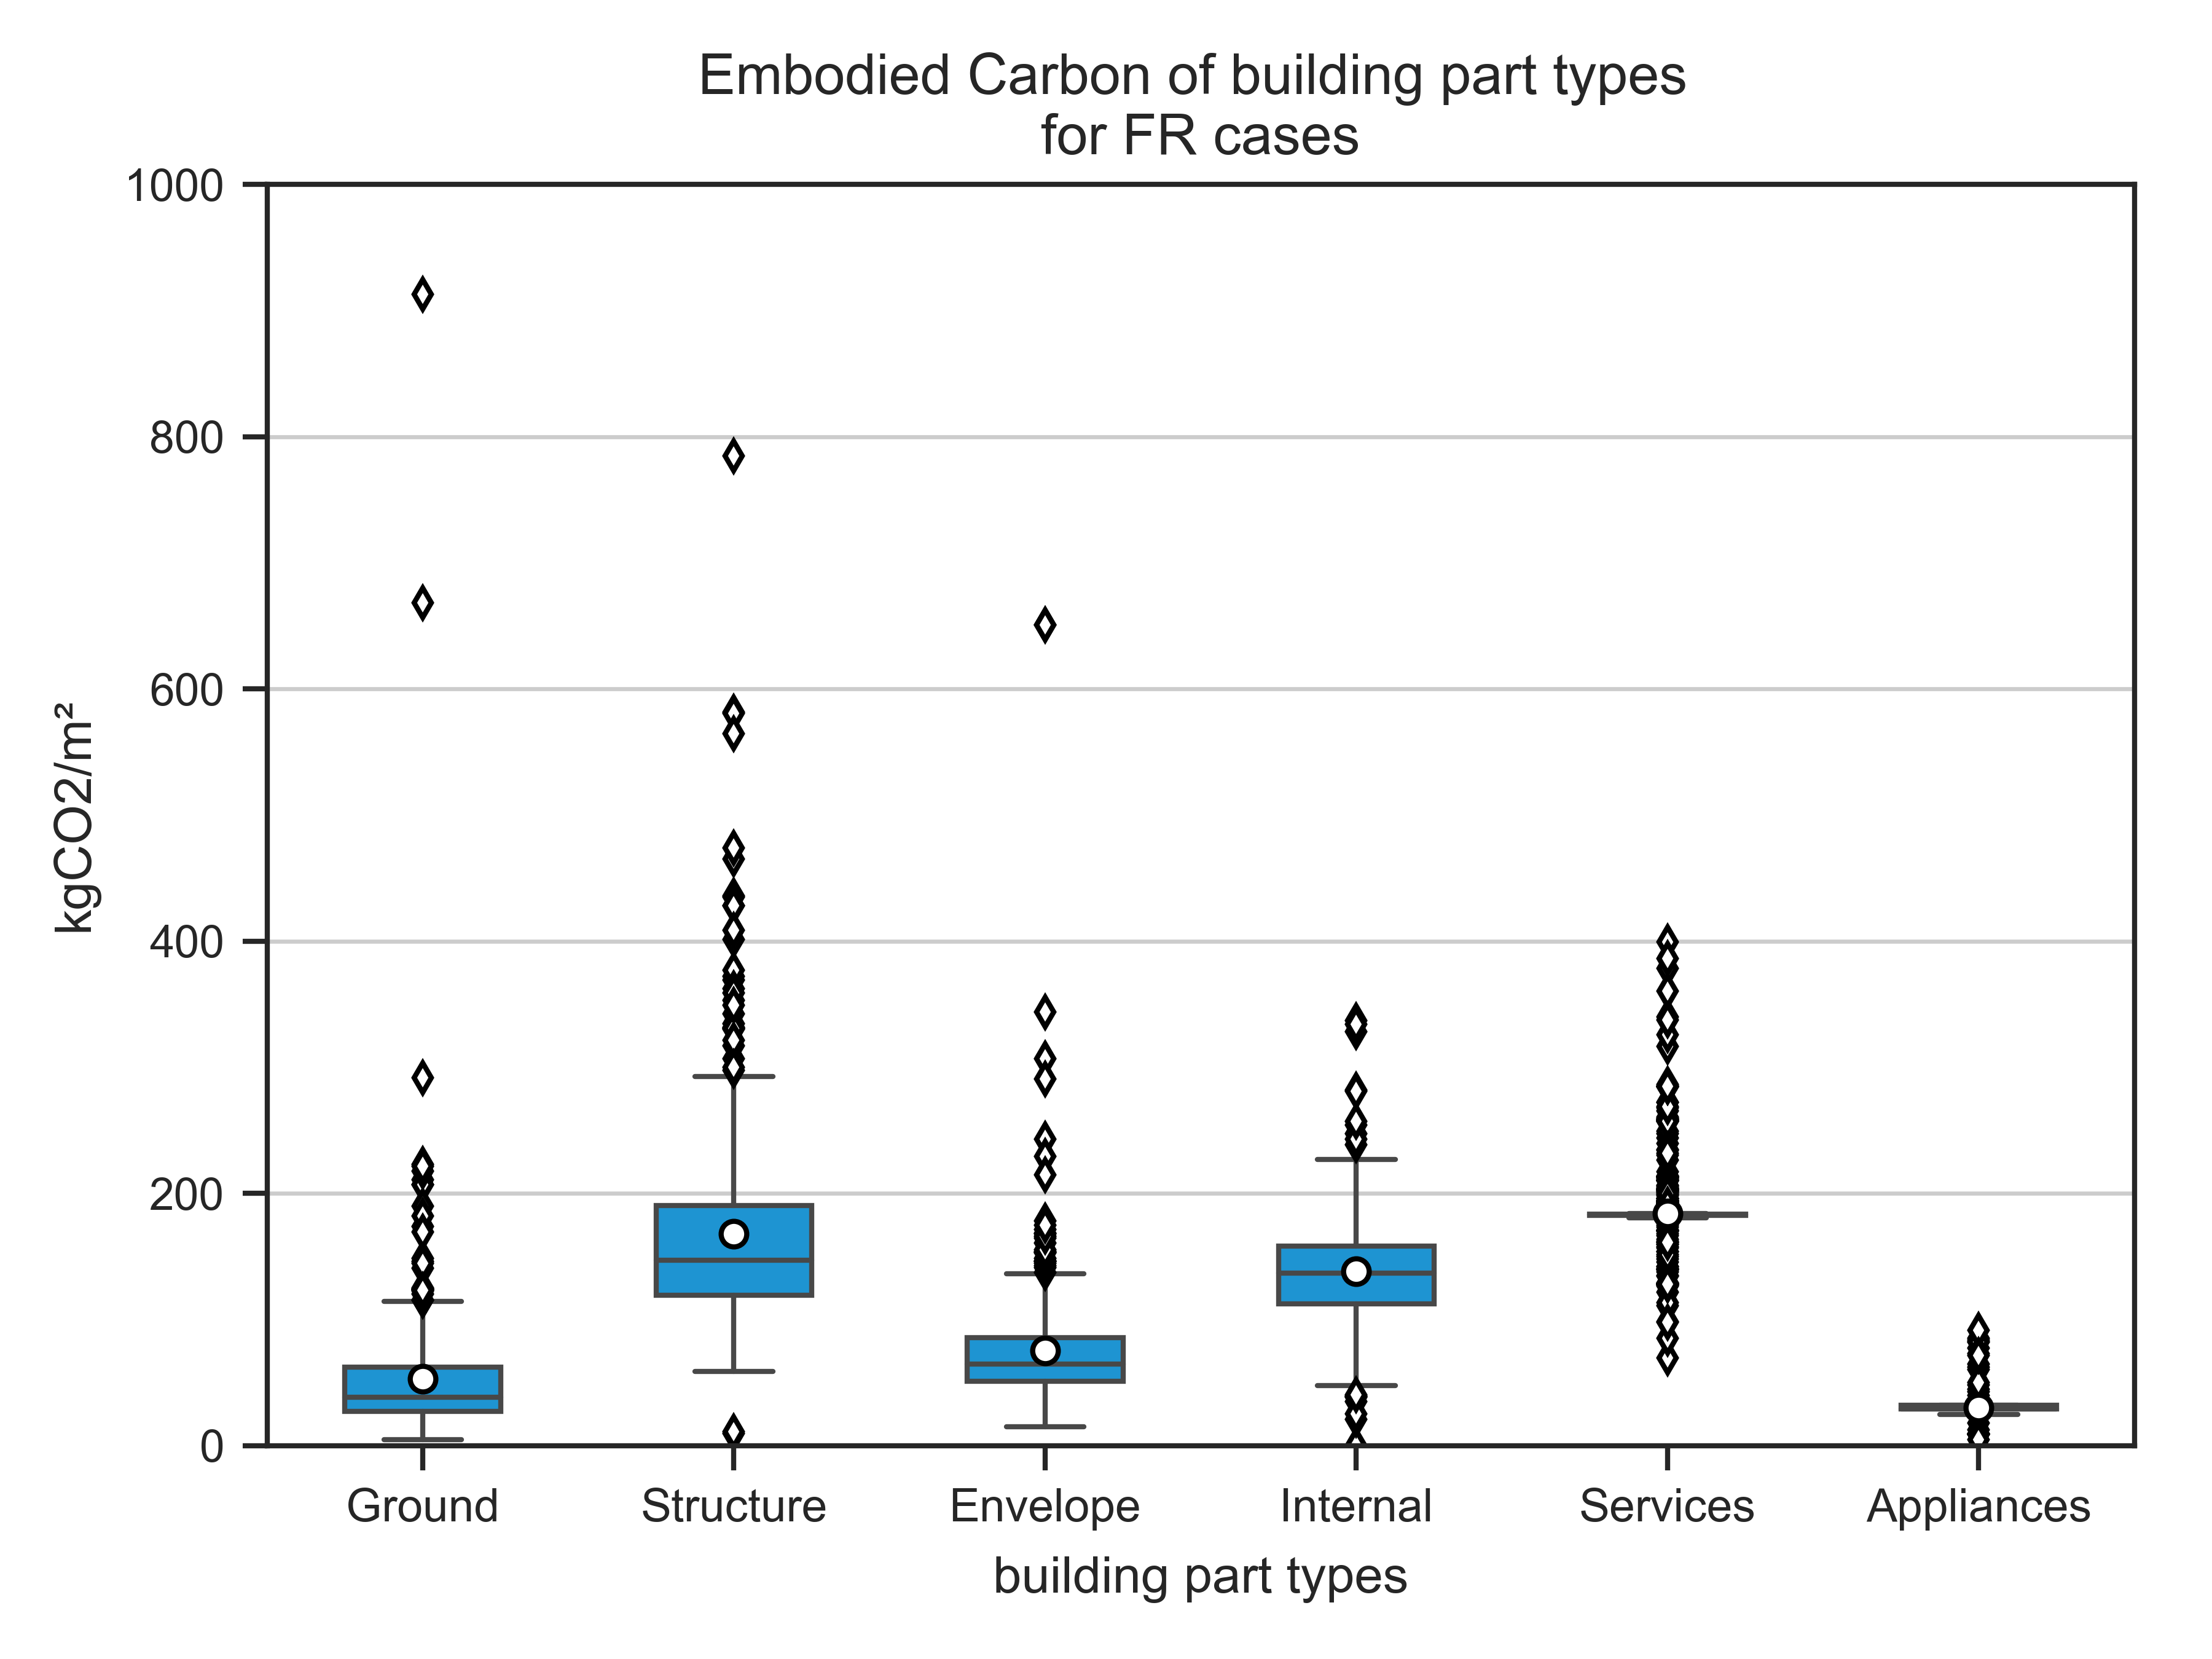 Embodied Carbon of building part types
for FR cases
1000
800
600
400
200
0
kgCO2/m²
Ground
Structure
Envelope
Internal
Services
Appliances
building part types